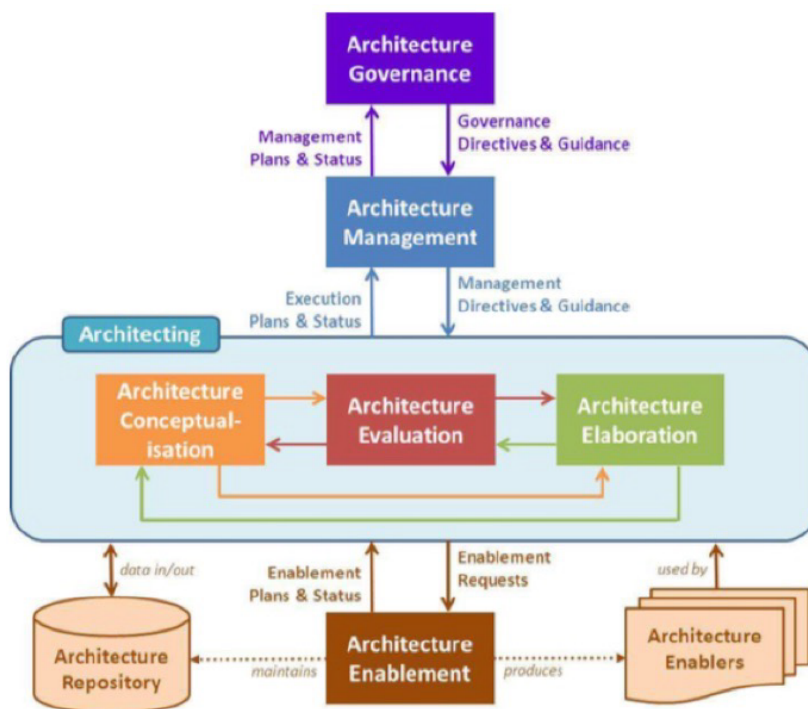 Architecture
Governance
Management
Plans & Status
Governance
Directives & Guidance
Architecture
Management
Execution
Plans & Status
Management
Directives & Guidance
Architecting
Architecture
Conceptual-
isation
Architecture
Evaluation
Architecture
Elaboration
data in/out
Enablement
Plans & Status
Enablement
Requests
used by
Architecture
Repository
maintains
Architecture
Enablement
produces
Architecture
Enablers